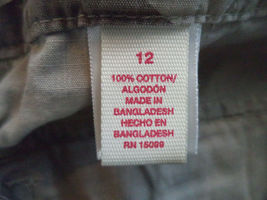 12
100% COTTON/
ALGODÓN
MADE IN
BANGLADESH
HECHO EN
BANGLADESH
RN 15099